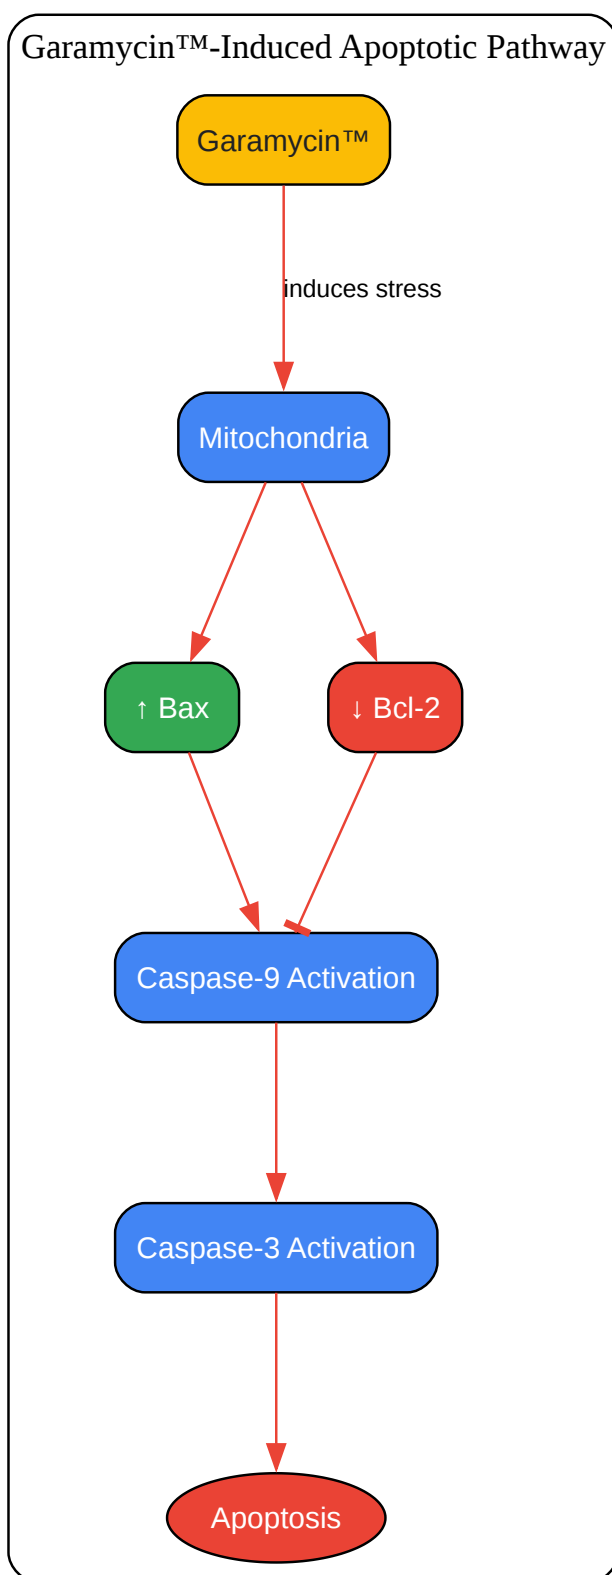 Garamycin™-Induced Apoptotic Pathway
Garamycin™
induces stress
Mitochondria
↑ Bax
↓ Bcl-2
Caspase-9 Activation
Caspase-3 Activation
Apoptosis